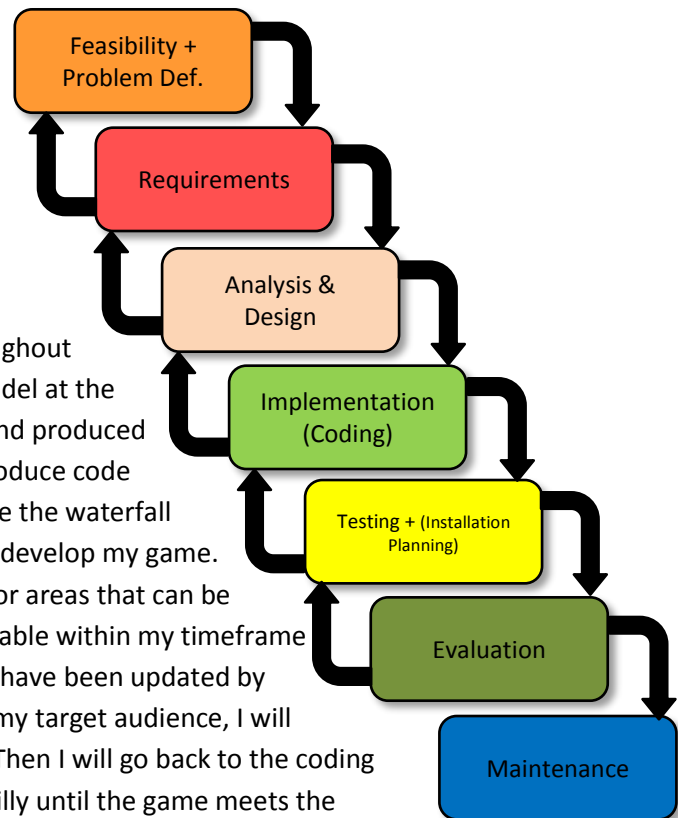 Feasibility +
Problem Def.
Requirements
Analysis &
Design
ghout
del at the
Implementation
(Coding)
nd produced
oduce code
e the waterfall
develop my game.
Testing + (Installation
Planning)
or areas that can be
able within my timeframe
have been updated by
Evaluation
my target audience, I will
Then I will go back to the coding
Maintenance
illy until the game meets the